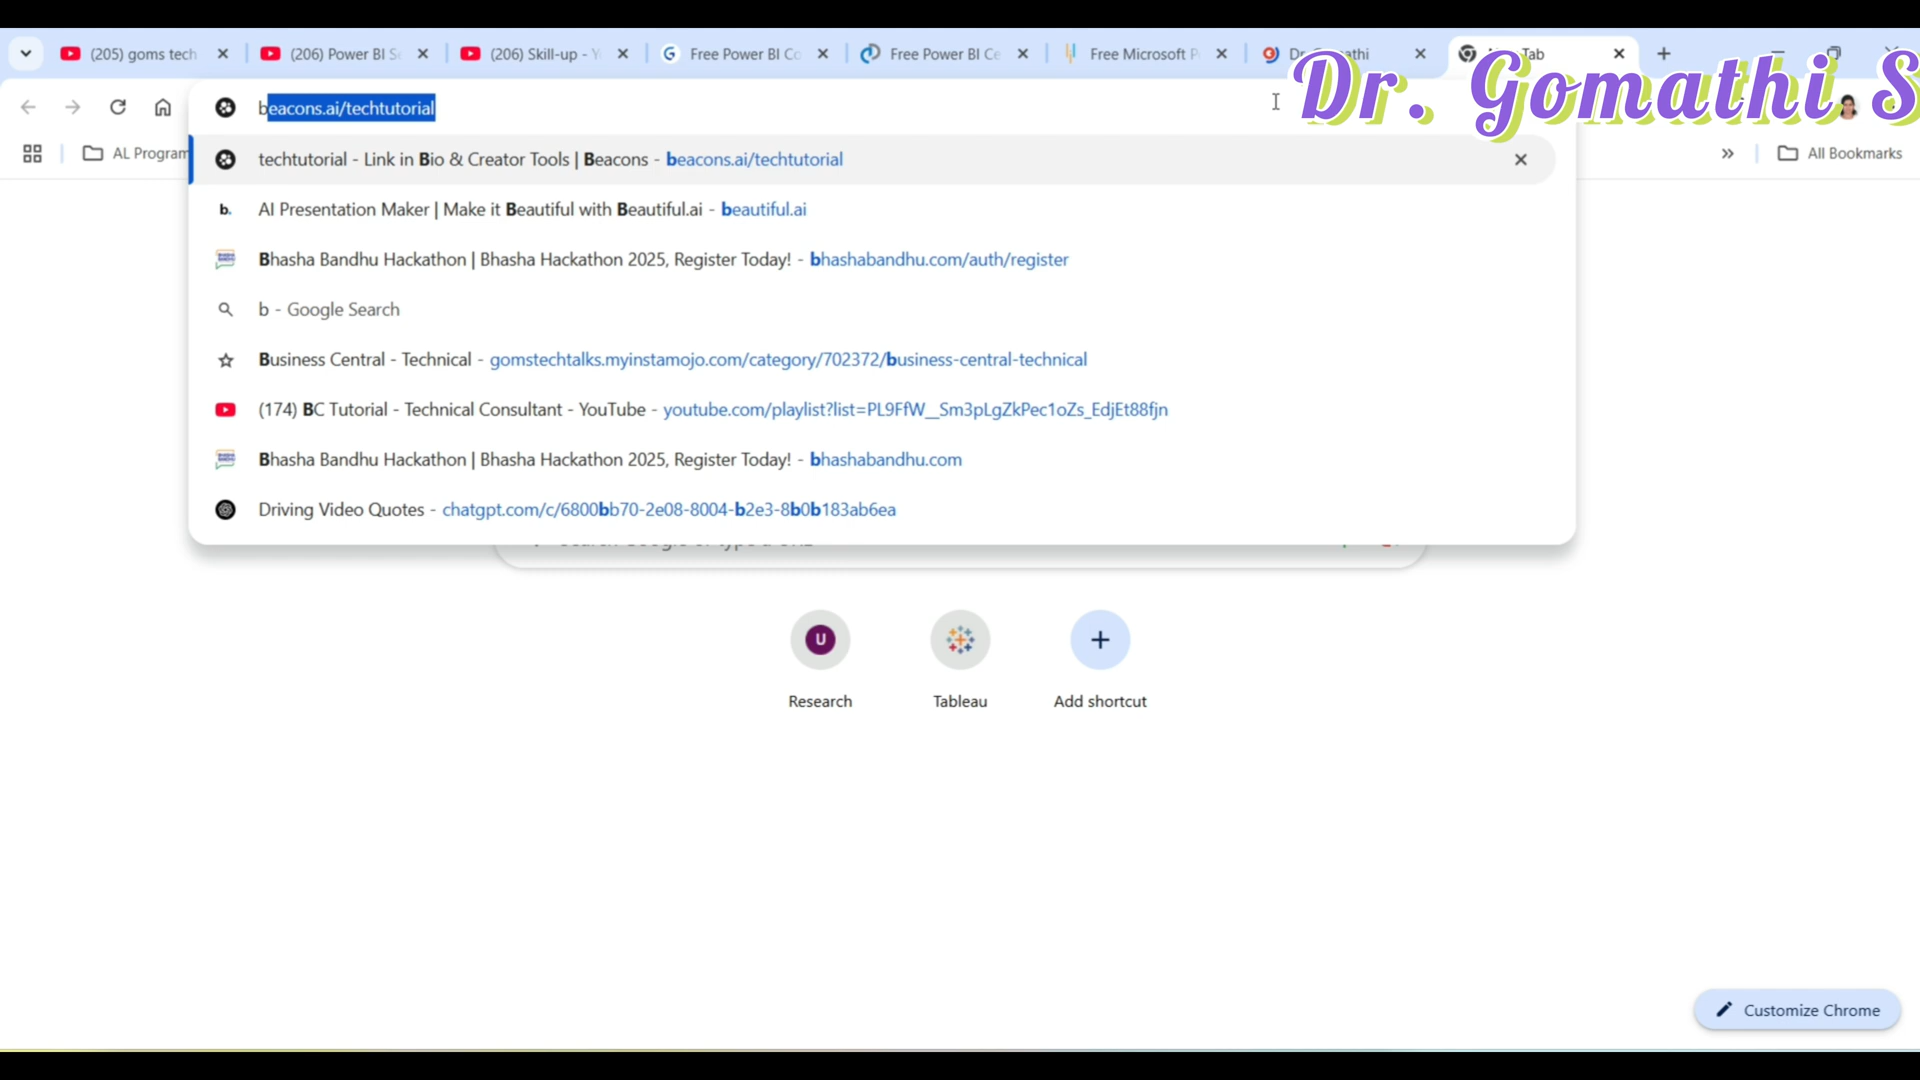 (205) goms tech
(206) Power BI S
(206) Skill-up - Y
Free Power BI Co
Free Power BI Ce
Free Microsoft P
Tab
Dr. Gomathi S
beacons.ai/techtutorial
AL Program
All Bookmarks
techtutorial - Link in Bio & Creator Tools | Beacons - beacons.ai/techtutorial
AI Presentation Maker | Make it Beautiful with Beautiful.ai - beautiful.ai
Bhasha Bandhu Hackathon | Bhasha Hackathon 2025, Register Today! - bhashabandhu.com/auth/register
b - Google Search
Business Central - Technical - gomstechtalks.myinstamojo.com/category/702372/business-central-technical
(174) BC Tutorial - Technical Consultant - YouTube - youtube.com/playlist?list=PL9FfW__Sm3pLgZkPec1oZs_EdjEt88fjn
Bhasha Bandhu Hackathon | Bhasha Hackathon 2025, Register Today! - bhashabandhu.com
Driving Video Quotes - chatgpt.com/c/6800bb70-2e08-8004-b2e3-8b0b183ab6ea
U
Research
Tableau
Add shortcut
Customize Chrome